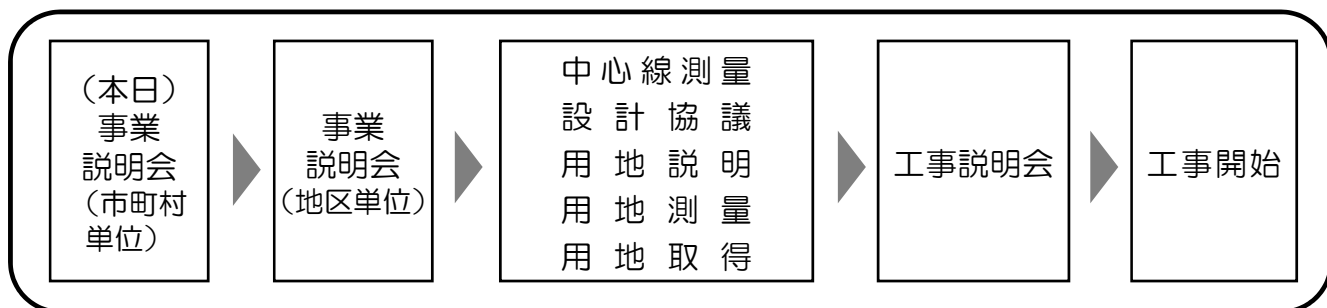 （本日）
事業
説明会
（市町村
単位）
事業
説明会
（地区単位）
中心線測量
設計協議
用地説明
用地測量
用地取得
工事説明会
工事開始